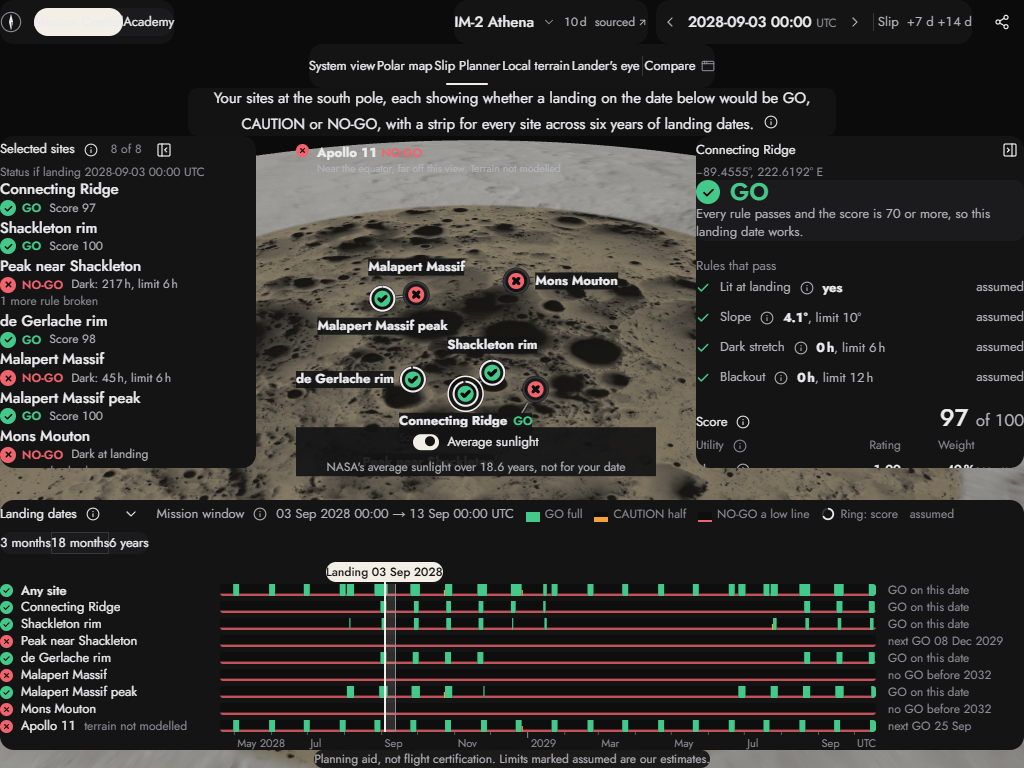 Academy
IM-2 Athena 10 d sourced ↗
2028-09-03 00:00 UTC Slip +7 d +14 d
System view Polar map Slip Planner Local terrain Lander's eye Compare
Your sites at the south pole, each showing whether a landing on the date below would be GO,
CAUTION or NO-GO, with a strip for every site across six years of landing dates.
Selected sites 8 of 8
Status if landing 2028-09-03 00:00 UTC
Connecting Ridge
GO Score 97
Shackleton rim
GO Score 100
Peak near Shackleton
NO-GO Dark: 217 h, limit 6 h
1 more rule broken
de Gerlache rim
GO Score 98
Malapert Massif
NO-GO Dark: 45 h, limit 6 h
Malapert Massif peak
GO Score 100
Mons Mouton
NO-GO Dark at landing
Apollo 11 NO-GO
Near the equator, far off this view. Terrain not modelled
Malapert Massif
Mons Mouton
Malapert Massif peak
Shackleton rim
de Gerlache rim
Connecting Ridge GO
Average sunlight
NASA's average sunlight over 18.6 years, not for your date
Connecting Ridge
−89.4555°, 222.6192° E
GO
Every rule passes and the score is 70 or more, so this
landing date works.
Rules that pass
Lit at landing yes assumed
Slope 4.1°, limit 10° assumed
Dark stretch 0 h, limit 6 h assumed
Blackout 0 h, limit 12 h assumed
Score 97 of 100
Utility Rating Weight
Landing dates Mission window 03 Sep 2028 00:00 → 13 Sep 00:00 UTC GO full CAUTION half NO-GO a low line Ring: score assumed
3 months 18 months 6 years
Landing 03 Sep 2028
Any site GO on this date
Connecting Ridge GO on this date
Shackleton rim GO on this date
Peak near Shackleton next GO 08 Dec 2029
de Gerlache rim GO on this date
Malapert Massif no GO before 2032
Malapert Massif peak GO on this date
Mons Mouton no GO before 2032
Apollo 11 terrain not modelled next GO 25 Sep
May 2028 Jul Sep Nov 2029 Mar May Jul Sep UTC
Planning aid, not flight certification. Limits marked assumed are our estimates.